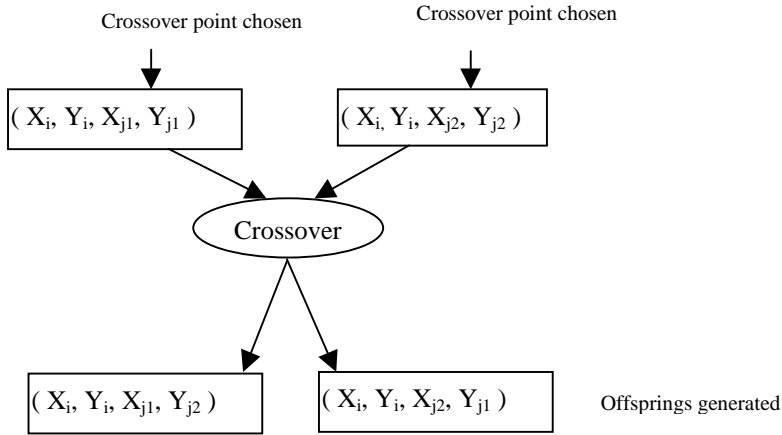 Crossover point chosen
Crossover point chosen
( Xi, Yi, Xj1, Yj1 )
( Xi, Yi, Xj2, Yj2 )
Crossover
( Xi, Yi, Xj1, Yj2 )
( Xi, Yi, Xj2, Yj1 )
Offsprings generated